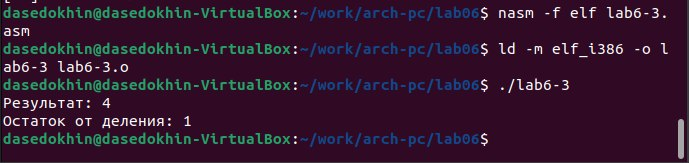 dasedokhin@dasedokhin-VirtualBox:~/work/arch-pc/lab06$ nasm -f elf lab6-3.
asm
dasedokhin@dasedokhin-VirtualBox:~/work/arch-pc/lab06$ ld -m elf_i386 -o l
ab6-3 lab6-3.o
dasedokhin@dasedokhin-VirtualBox:~/work/arch-pc/lab06$ ./lab6-3
Результат: 4
Остаток от деления: 1
dasedokhin@dasedokhin-VirtualBox:~/work/arch-pc/lab06$